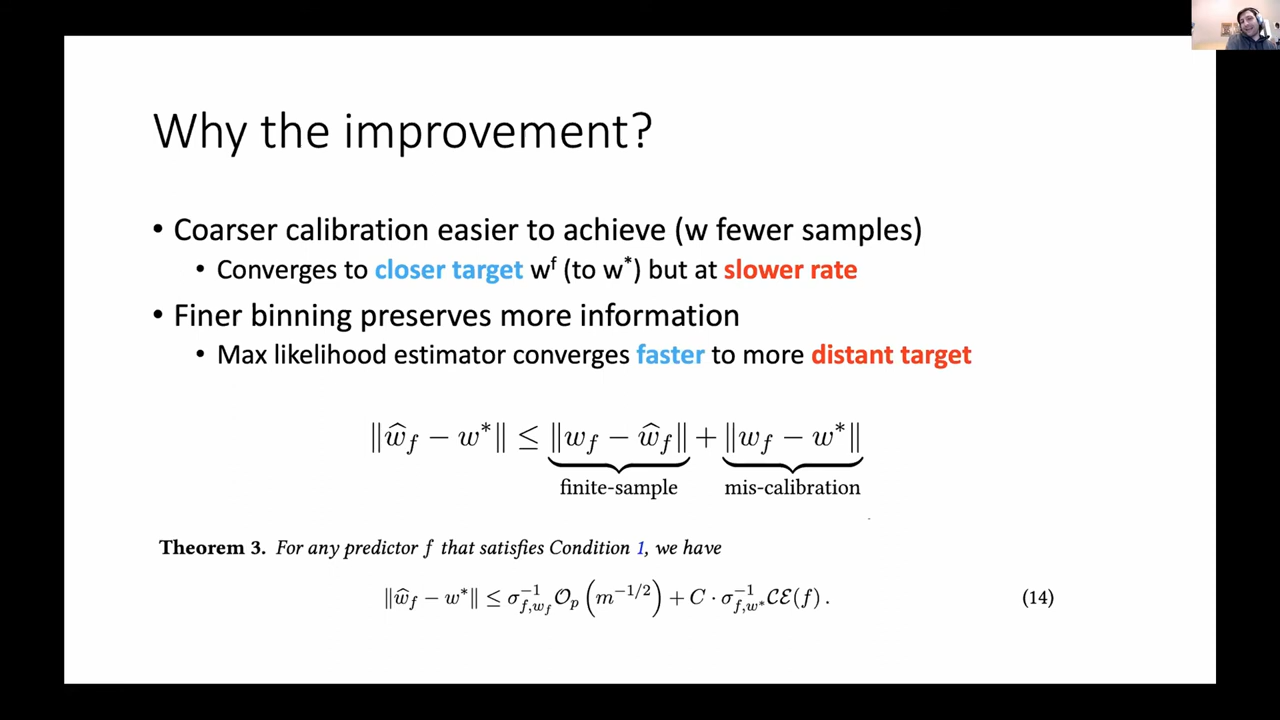 Why the improvement?
• Coarser calibration easier to achieve (w fewer samples)
• Converges to closer target wᶠ (to w*) but at slower rate
• Finer binning preserves more information
• Max likelihood estimator converges faster to more distant target
‖ŵ_f − w*‖ ≤ ‖w_f − ŵ_f‖ + ‖w_f − w*‖
finite-sample mis-calibration
Theorem 3. For any predictor f that satisfies Condition 1, we have
‖ŵ_f − w*‖ ≤ σ⁻¹_{f,w_f} 𝒪_p (m^{−1/2}) + C · σ⁻¹_{f,w*} 𝒞ℰ(f) . (14)